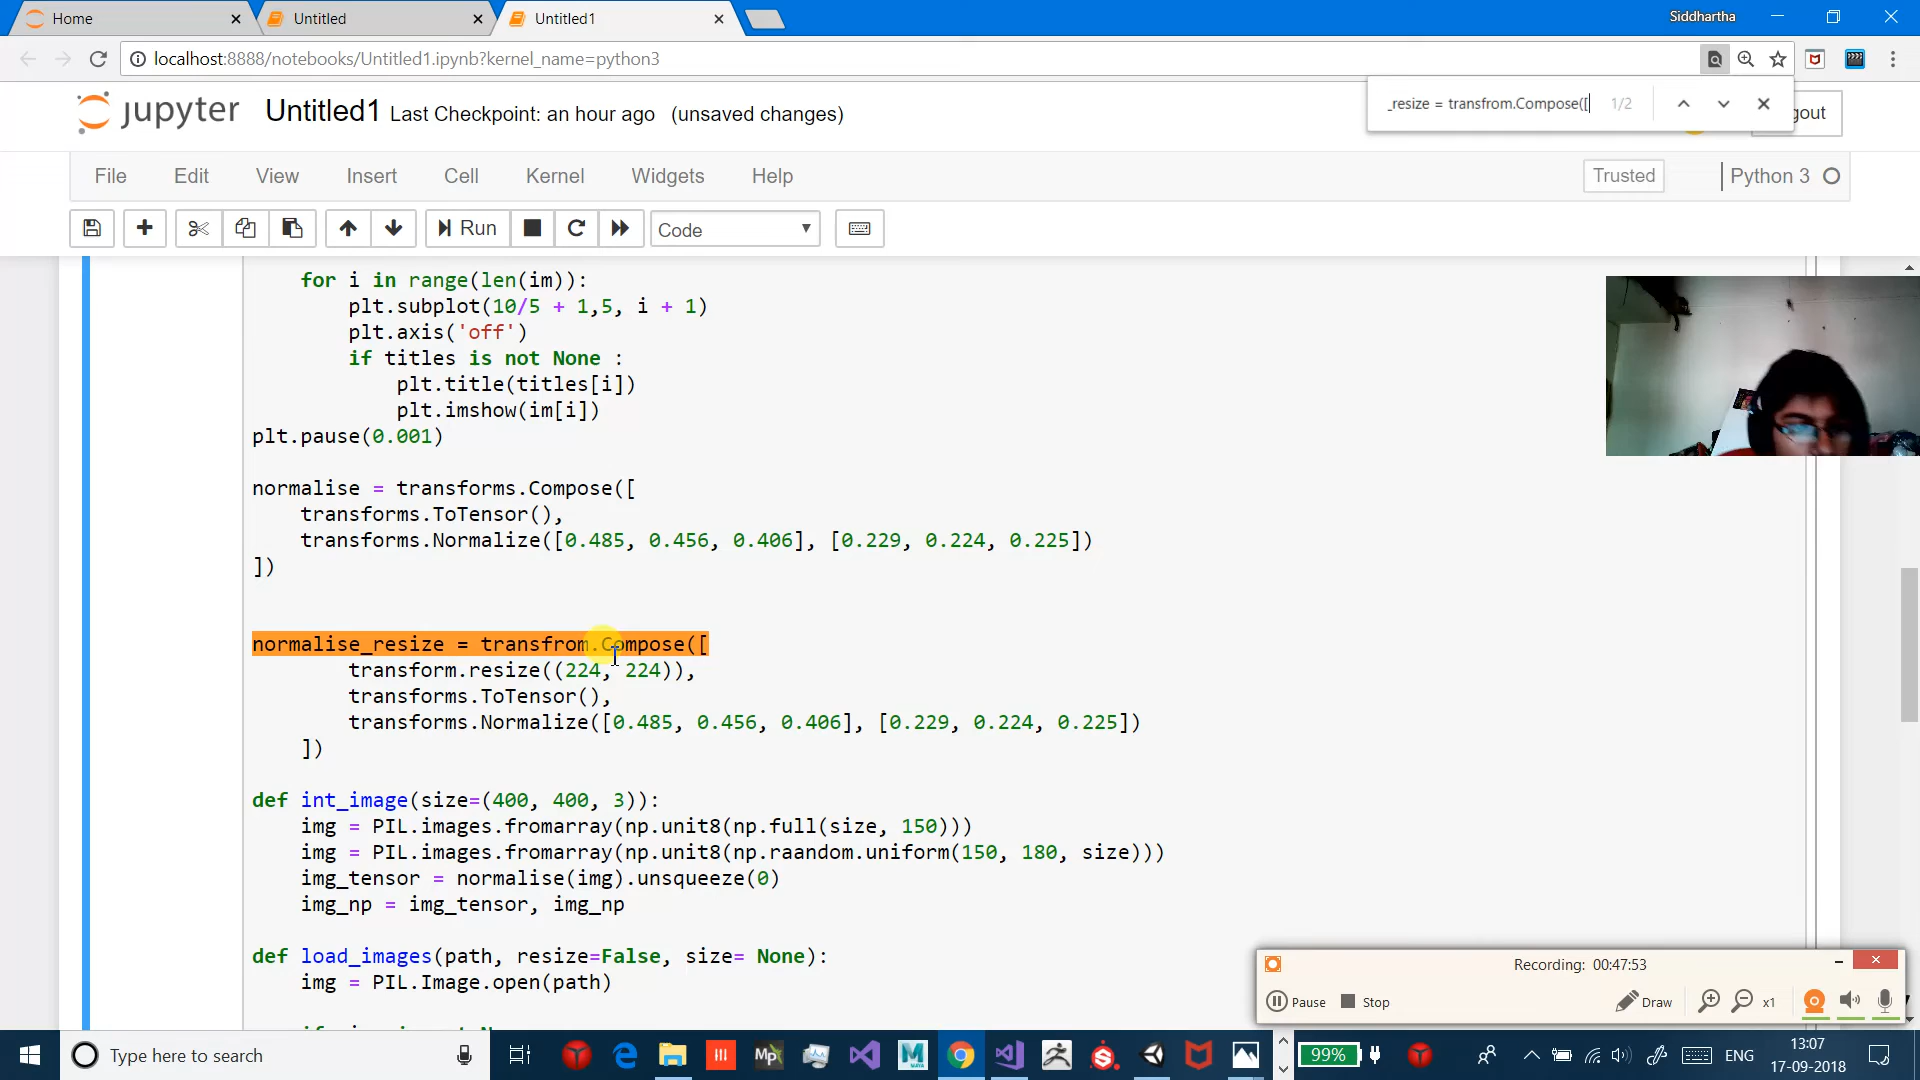 Home
Untitled
Untitled1
Siddhartha
localhost:8888/notebooks/Untitled1.ipynb?kernel_name=python3
_resize = transfrom.Compose([ 1/2
jupyter Untitled1 Last Checkpoint: an hour ago (unsaved changes)
gout
File Edit View Insert Cell Kernel Widgets Help
Trusted
Python 3
Run
Code
for i in range(len(im)):
plt.subplot(10/5 + 1,5, i + 1)
plt.axis('off')
if titles is not None :
plt.title(titles[i])
plt.imshow(im[i])
plt.pause(0.001)
normalise = transforms.Compose([
transforms.ToTensor(),
transforms.Normalize([0.485, 0.456, 0.406], [0.229, 0.224, 0.225])
])
normalise_resize = transfrom.Compose([
transform.resize((224, 224)),
transforms.ToTensor(),
transforms.Normalize([0.485, 0.456, 0.406], [0.229, 0.224, 0.225])
])
def int_image(size=(400, 400, 3)):
img = PIL.images.fromarray(np.unit8(np.full(size, 150)))
img = PIL.images.fromarray(np.unit8(np.raandom.uniform(150, 180, size)))
img_tensor = normalise(img).unsqueeze(0)
img_np = img_tensor, img_np
def load_images(path, resize=False, size= None):
img = PIL.Image.open(path)
Recording: 00:47:53
Pause Stop Draw x1
Type here to search
99%
ENG
13:07
17-09-2018